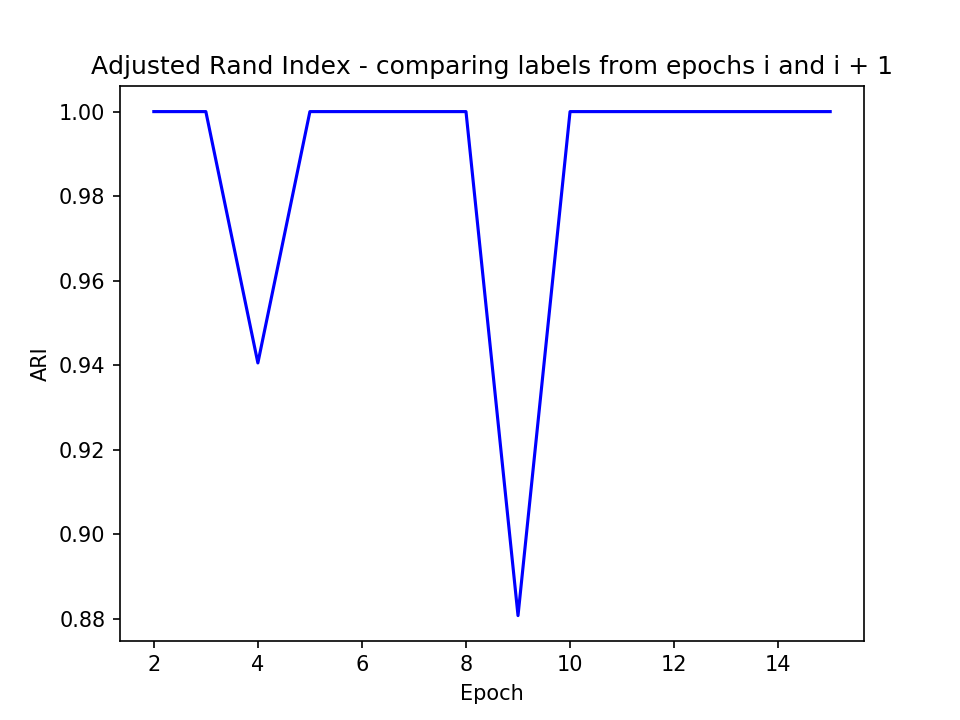 Adjusted Rand Index - comparing labels from epochs i and i + 1
1.00
0.98
0.96
0.94
0.92
0.90
0.88
ARI
2 4 6 8 10 12 14
Epoch